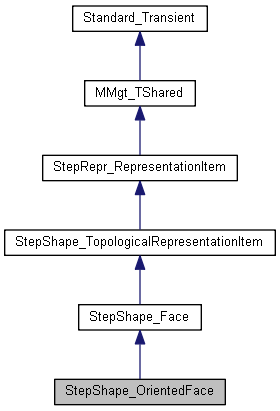 Standard_Transient
MMgt_TShared
StepRepr_RepresentationItem
StepShape_TopologicalRepresentationItem
StepShape_Face
StepShape_OrientedFace